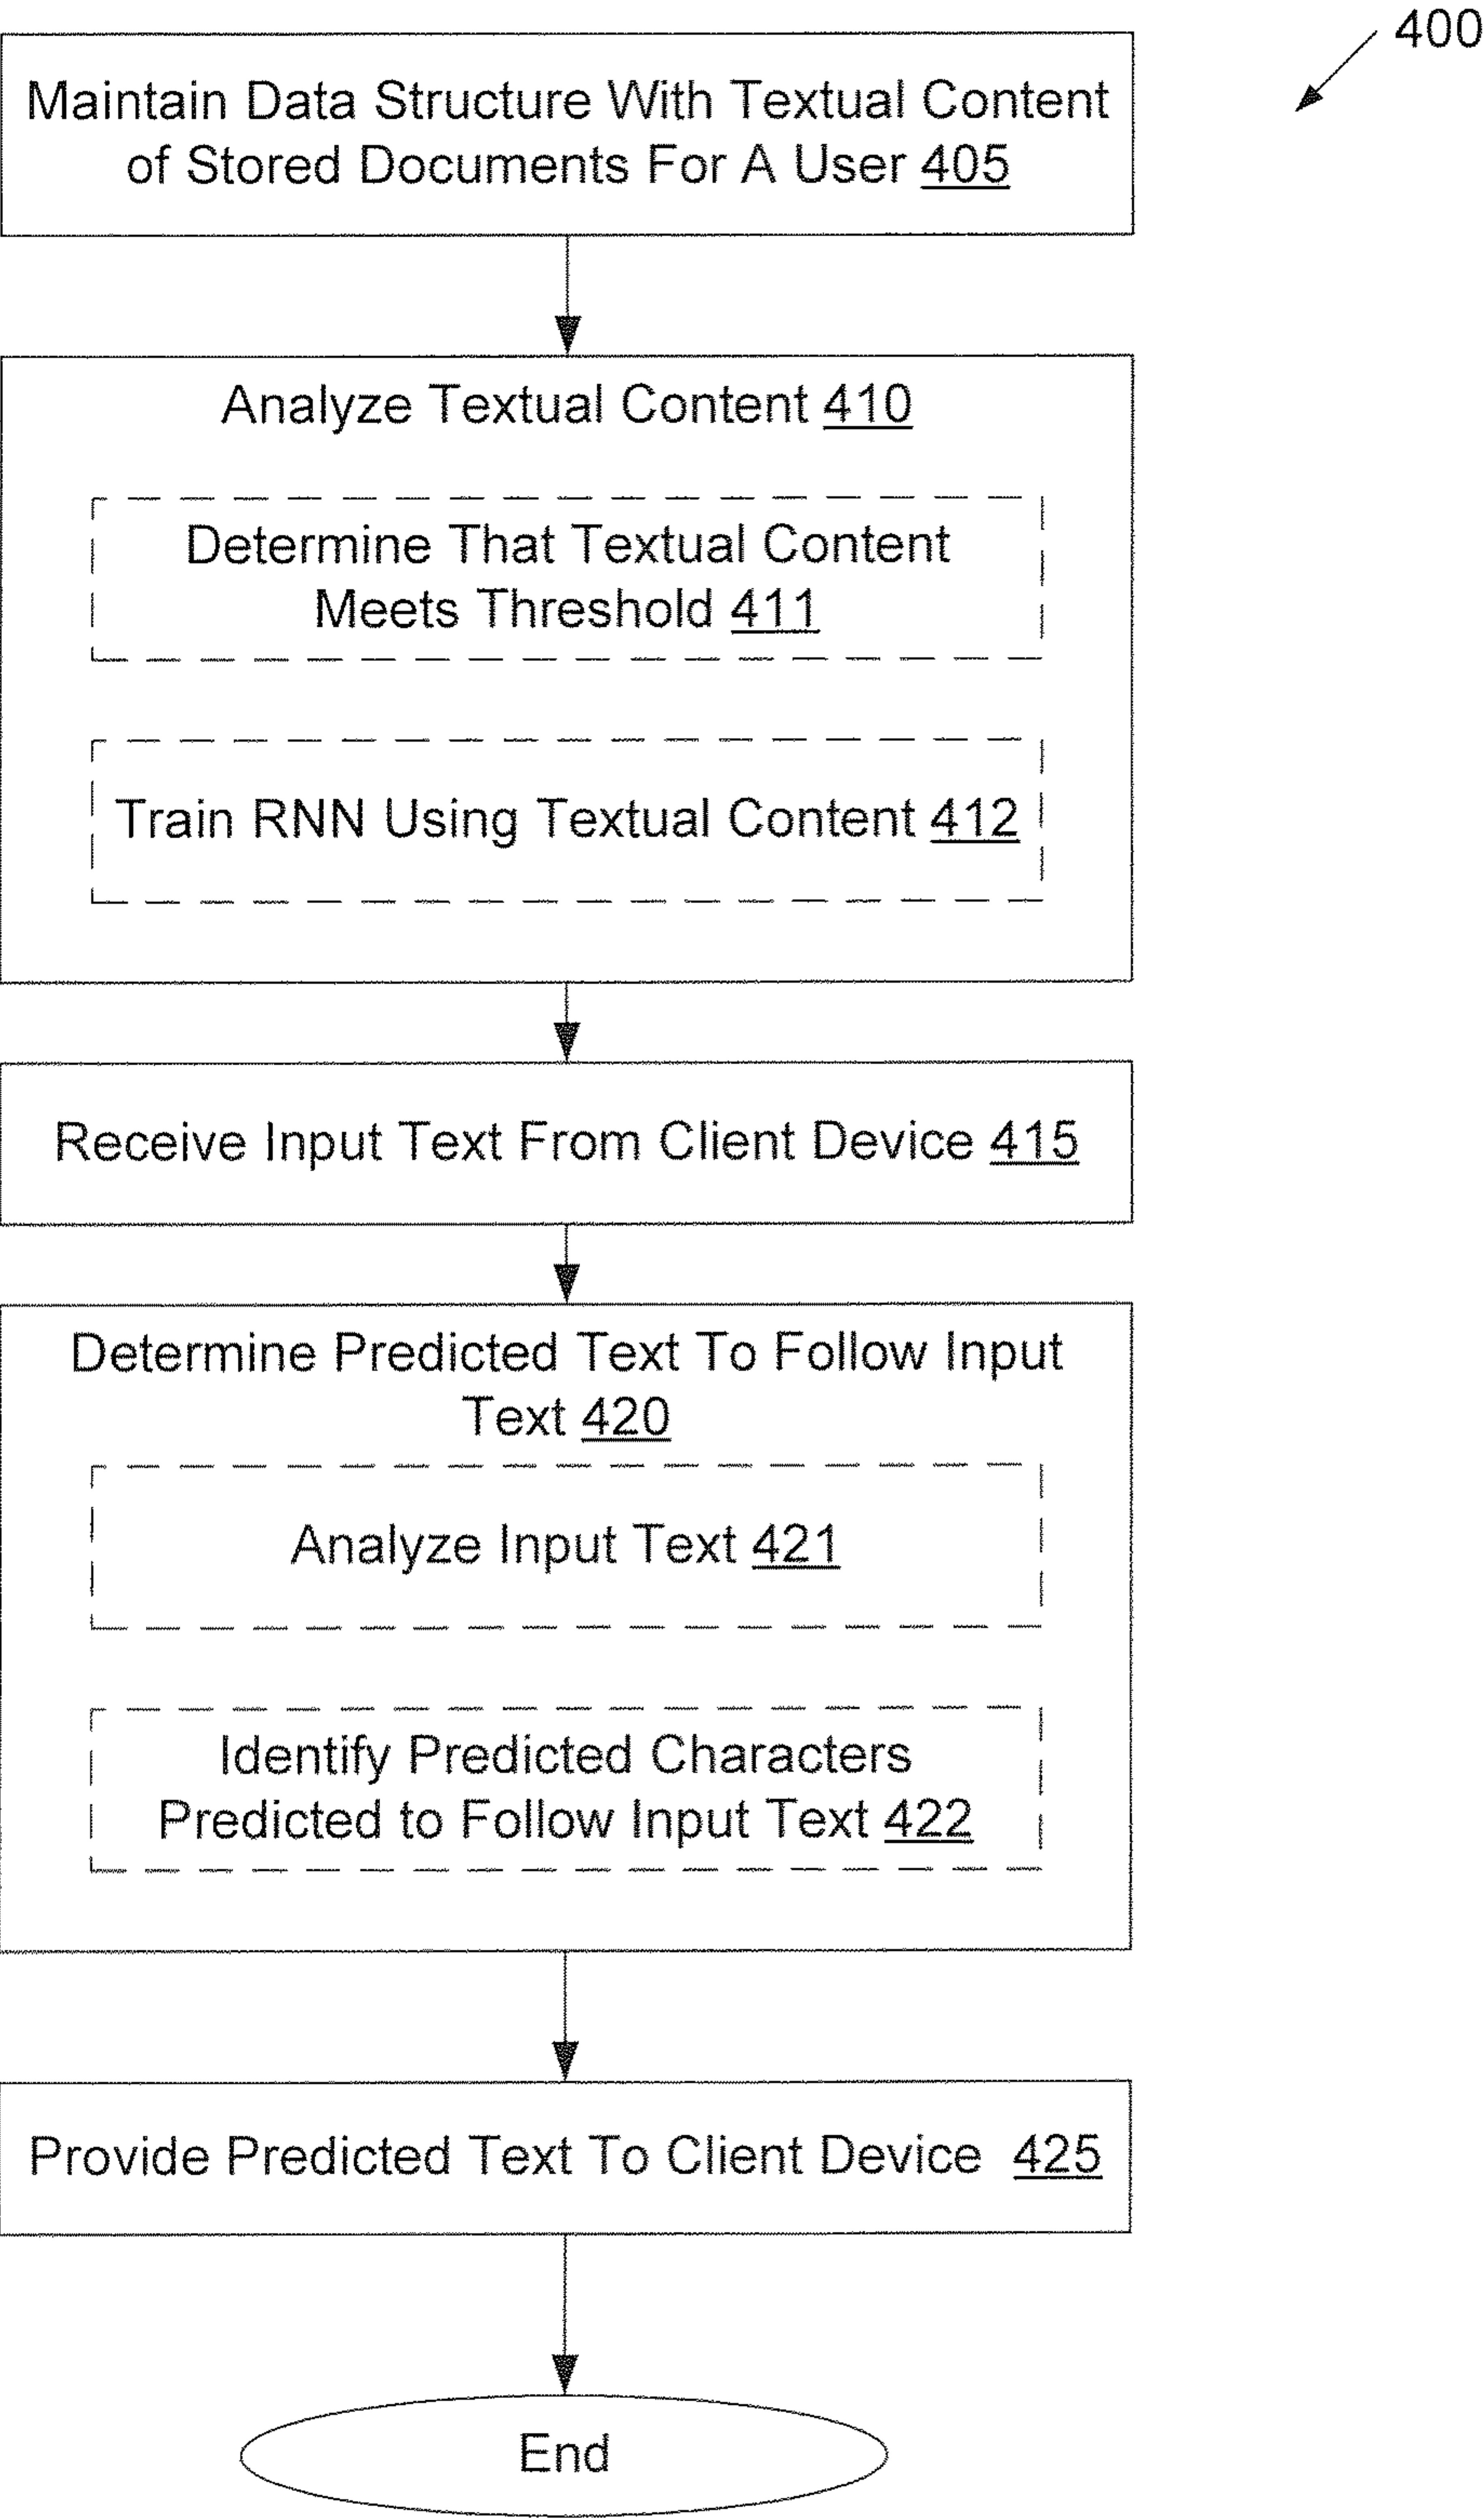 400
Maintain Data Structure With Textual Content
of Stored Documents For A User 405
Analyze Textual Content 410
Determine That Textual Content
Meets Threshold 411
Train RNN Using Textual Content 412
Receive Input Text From Client Device 415
Determine Predicted Text To Follow Input
Text 420
Analyze Input Text 421
Identify Predicted Characters
Predicted to Follow Input Text 422
Provide Predicted Text To Client Device 425
End